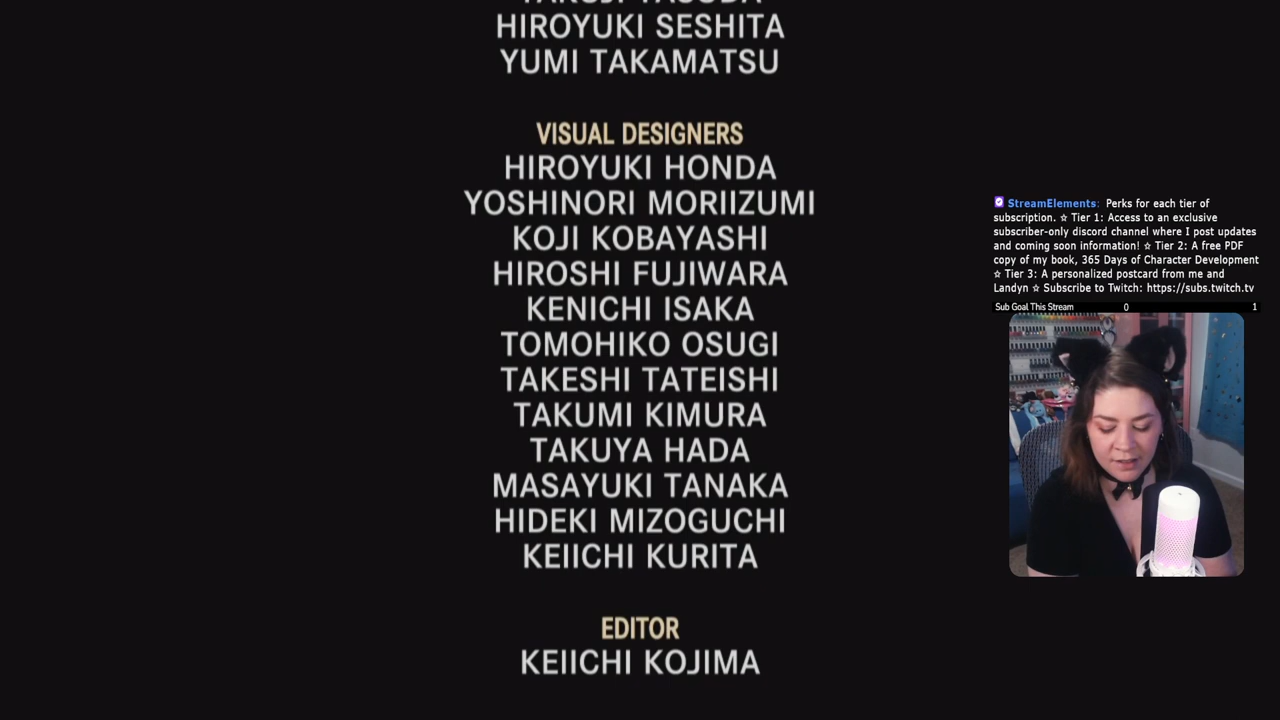 HIROYUKI SESHITA
YUMI TAKAMATSU
VISUAL DESIGNERS
HIROYUKI HONDA
YOSHINORI MORIIZUMI
KOJI KOBAYASHI
HIROSHI FUJIWARA
KENICHI ISAKA
TOMOHIKO OSUGI
TAKESHI TATEISHI
TAKUMI KIMURA
TAKUYA HADA
MASAYUKI TANAKA
HIDEKI MIZOGUCHI
KEIICHI KURITA
EDITOR
KEIICHI KOJIMA
StreamElements: Perks for each tier of
subscription. ☆ Tier 1: Access to an exclusive
subscriber-only discord channel where I post updates
and coming soon information! ☆ Tier 2: A free PDF
copy of my book, 365 Days of Character Development
☆ Tier 3: A personalized postcard from me and
Landyn ☆ Subscribe to Twitch: https://subs.twitch.tv
Sub Goal This Stream 0 1